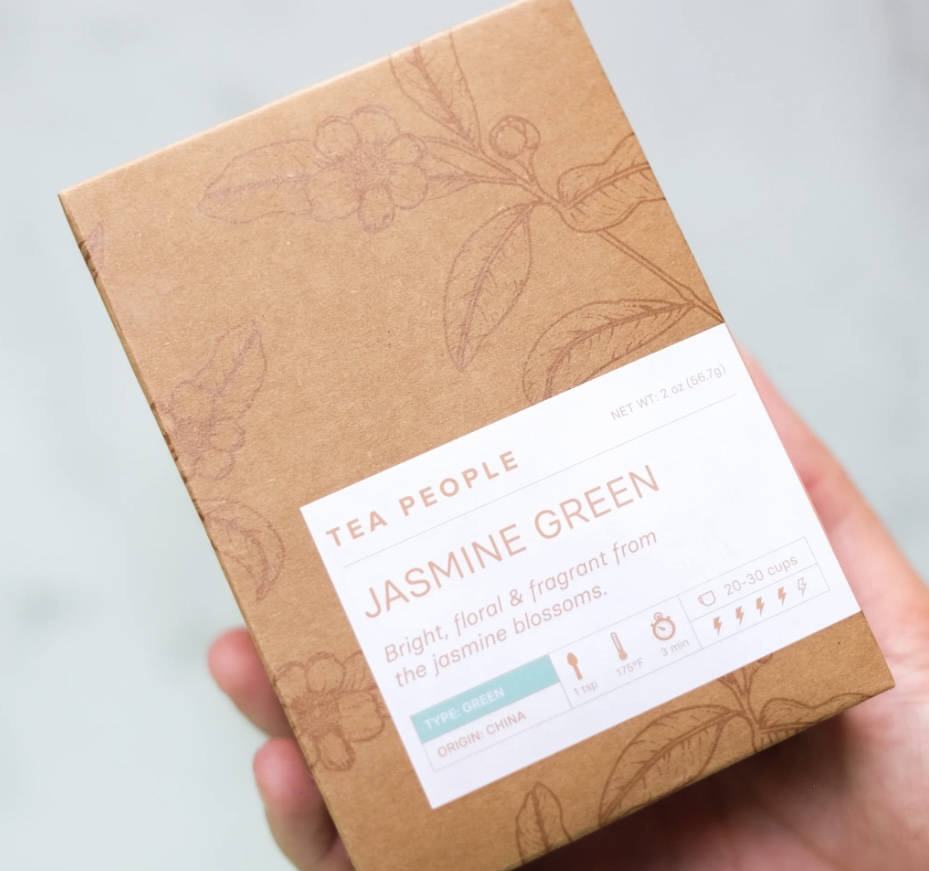 NET WT: 2 oz (56.7g)
TEA PEOPLE
JASMINE GREEN
Bright, floral & fragrant from
the jasmine blossoms.
20-30 cups
1 tsp
175°F
3 min
TYPE: GREEN
ORIGIN: CHINA